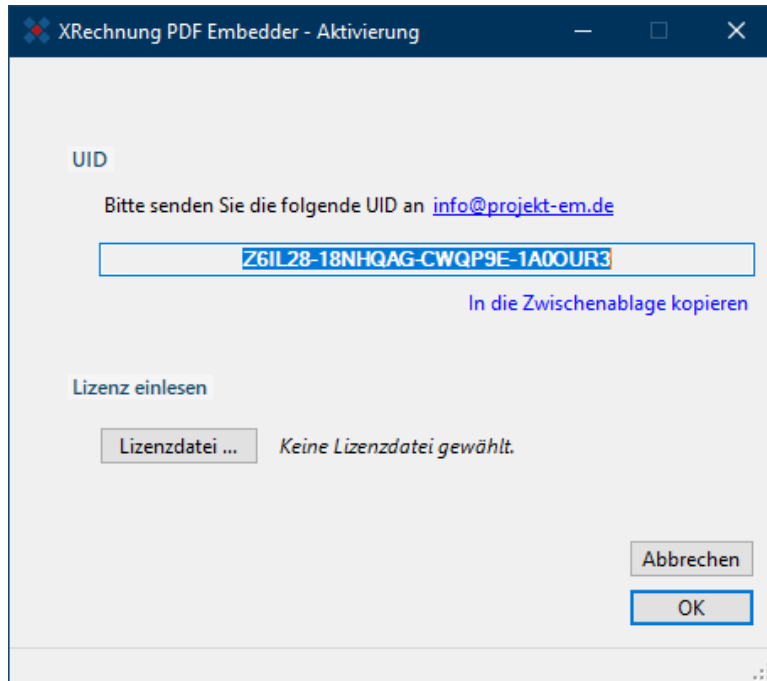 XRechnung PDF Embedder - Aktivierung
UID
Bitte senden Sie die folgende UID an info@projekt-em.de
Z6IL28-18NHQAG-CWQP9E-1A0OUR3
In die Zwischenablage kopieren
Lizenz einlesen
Lizenzdatei ... Keine Lizenzdatei gewählt.
Abbrechen
OK